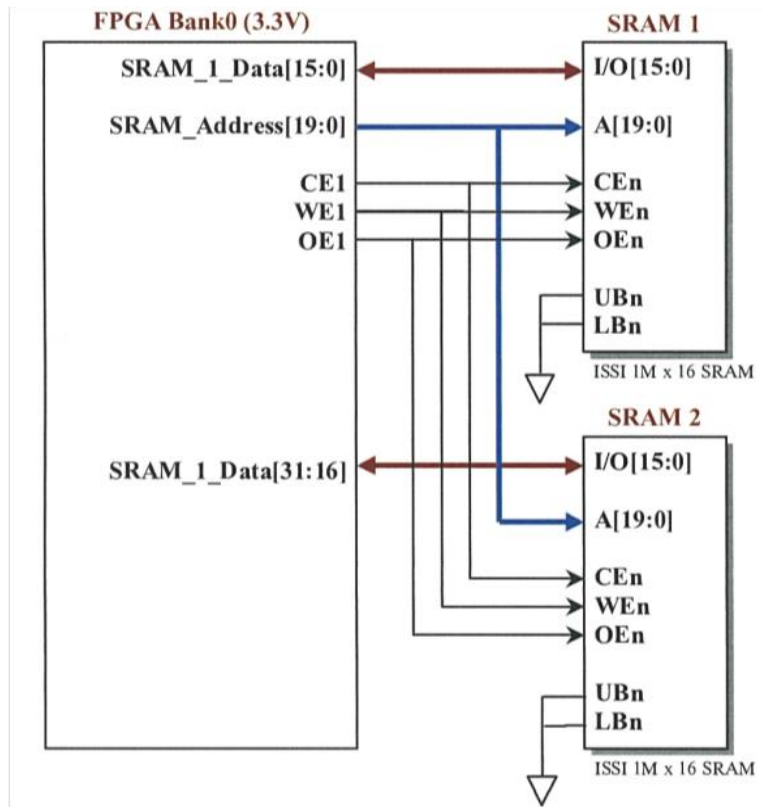 FPGA Bank0 (3.3V)
SRAM_1_Data[15:0]
SRAM_Address[19:0]
CE1
WE1
OE1
SRAM_1_Data[31:16]
SRAM 1
I/O[15:0]
A[19:0]
CEn
WEn
OEn
UBn
LBn
ISSI 1M x 16 SRAM
SRAM 2
I/O[15:0]
A[19:0]
CEn
WEn
OEn
UBn
LBn
ISSI 1M x 16 SRAM